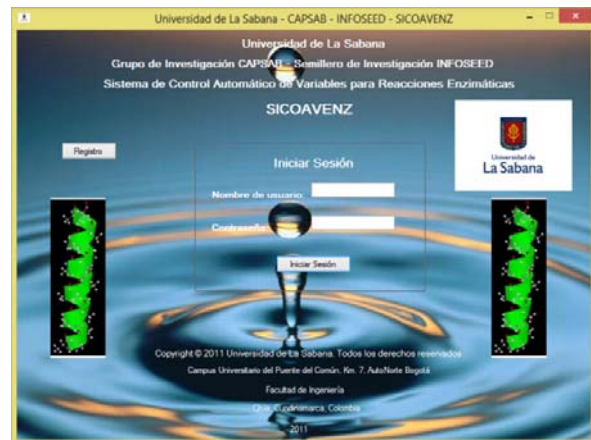 Universidad de La Sabana - CAPSAB - INFOSEED - SICOAVENZ
Universidad de La Sabana
Grupo de Investigación CAPSAB - Semillero de Investigación INFOSEED
Sistema de Control Automático de Variables para Reacciones Enzimáticas
SICOAVENZ
Registro
Universidad de
La Sabana
Iniciar Sesión
Nombre de usuario:
Contraseña:
Iniciar Sesión
Copyright © 2011 Universidad de La Sabana. Todos los derechos reservados
Campus Universitario del Puente del Común, Km. 7, AutoNorte Bogotá
Facultad de Ingeniería
Chía, Cundinamarca, Colombia
2011